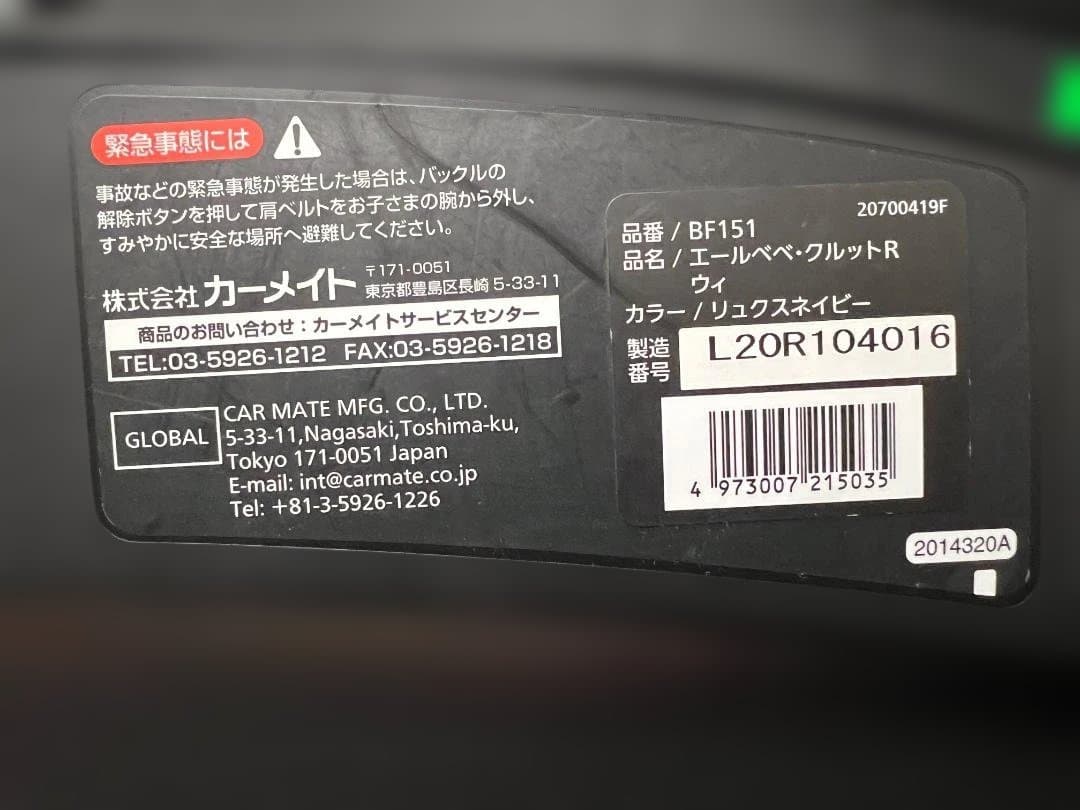 緊急事態には
事故などの緊急事態が発生した場合は、バックルの
解除ボタンを押して肩ベルトをお子さまの腕から外し、
すみやかに安全な場所へ避難してください。
株式会社 カーメイト 〒171-0051
東京都豊島区長崎 5-33-11
商品のお問い合わせ：カーメイトサービスセンター
TEL:03-5926-1212 FAX:03-5926-1218
GLOBAL
CAR MATE MFG. CO., LTD.
5-33-11,Nagasaki,Toshima-ku,
Tokyo 171-0051 Japan
E-mail: int@carmate.co.jp
Tel: +81-3-5926-1226
20700419F
品番 / BF151
品名 / エールベベ・クルットR
ウィ
カラー / リュクスネイビー
製造
番号
L20R104016
4 973007 215035
2014320A